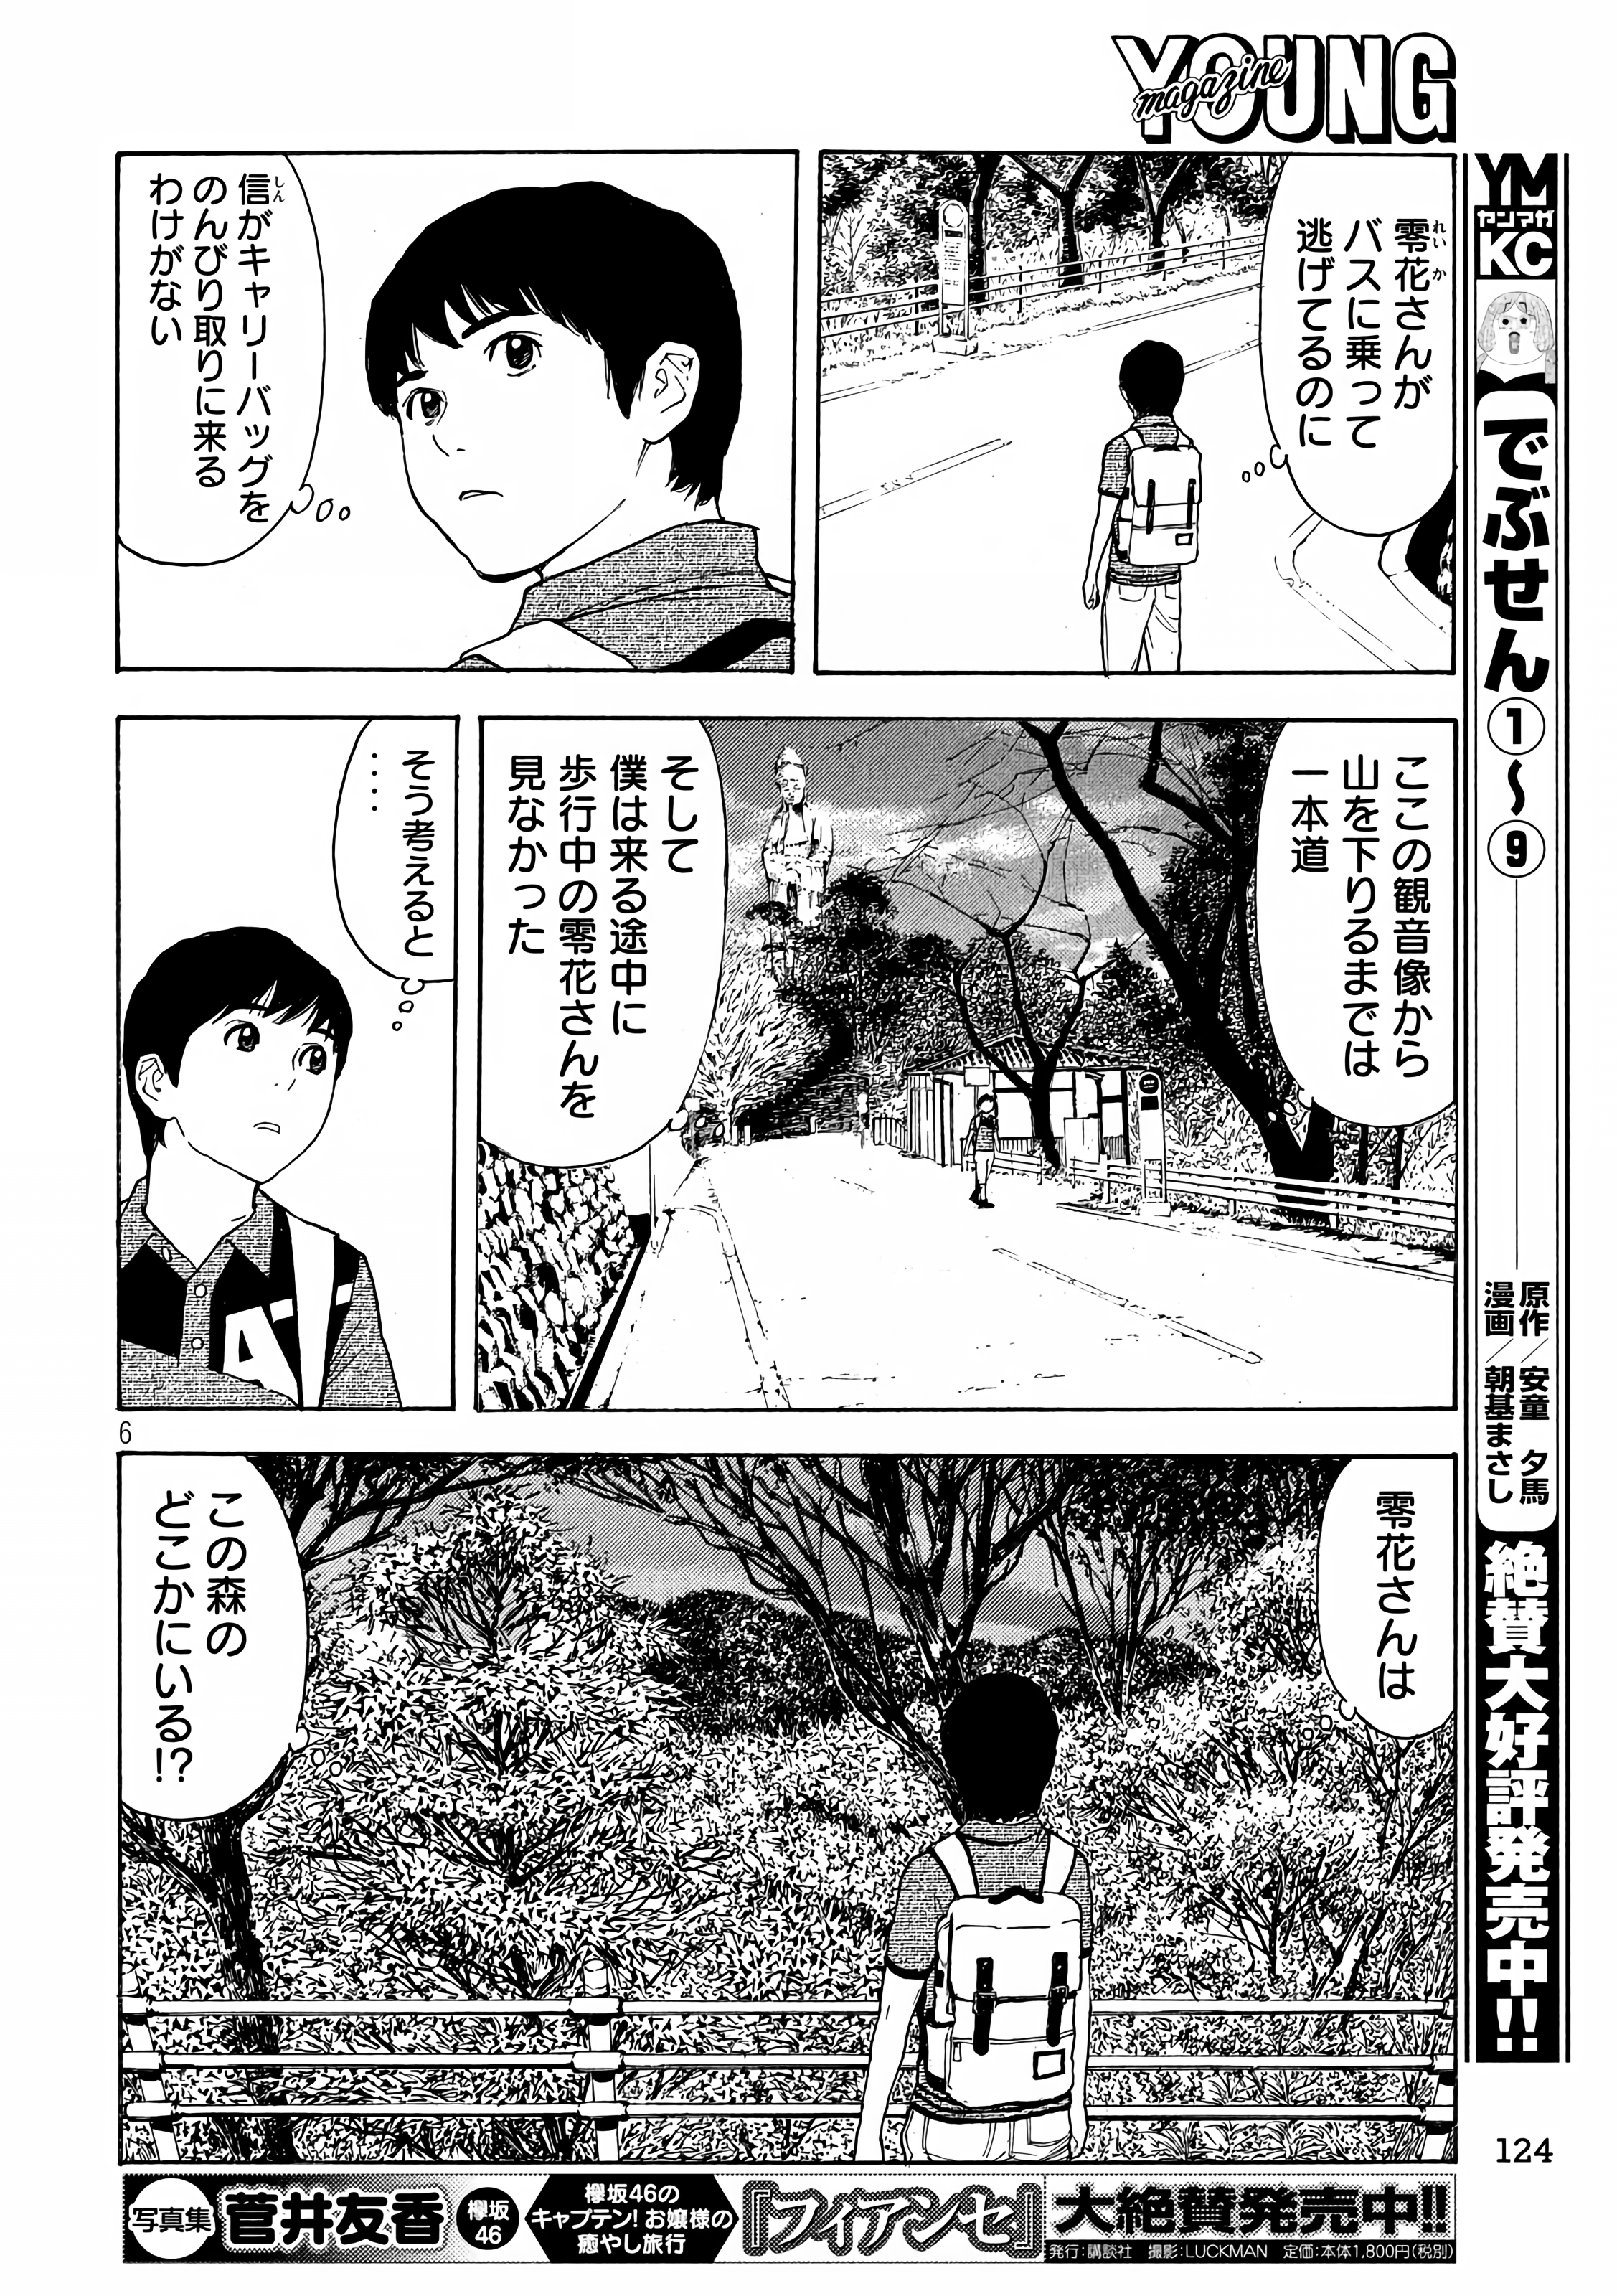 YOUNG
magazine
零花さんが
れいか
バスに乗って
逃げてるのに
信がキャリーバッグを
しん
のんびり取りに来る
わけがない
ここの観音像から
山を下りるまでは
一本道
そして
僕は来る途中に
歩行中の零花さんを
見なかった
そう考えると
‥‥
A
6
零花さんは
この森の
どこかにいる!?
YM
ヤンマガ
KC
でぶせん①〜⑨
原作／安童夕馬
漫画／朝基まさし
絶賛大好評発売中!!
124
写真集
菅井友香
欅坂
46
欅坂46の
キャプテン!お嬢様の
癒やし旅行
『フィアンセ』
大絶賛発売中!!
発行:講談社 撮影:LUCKMAN 定価:本体1,800円(税別)